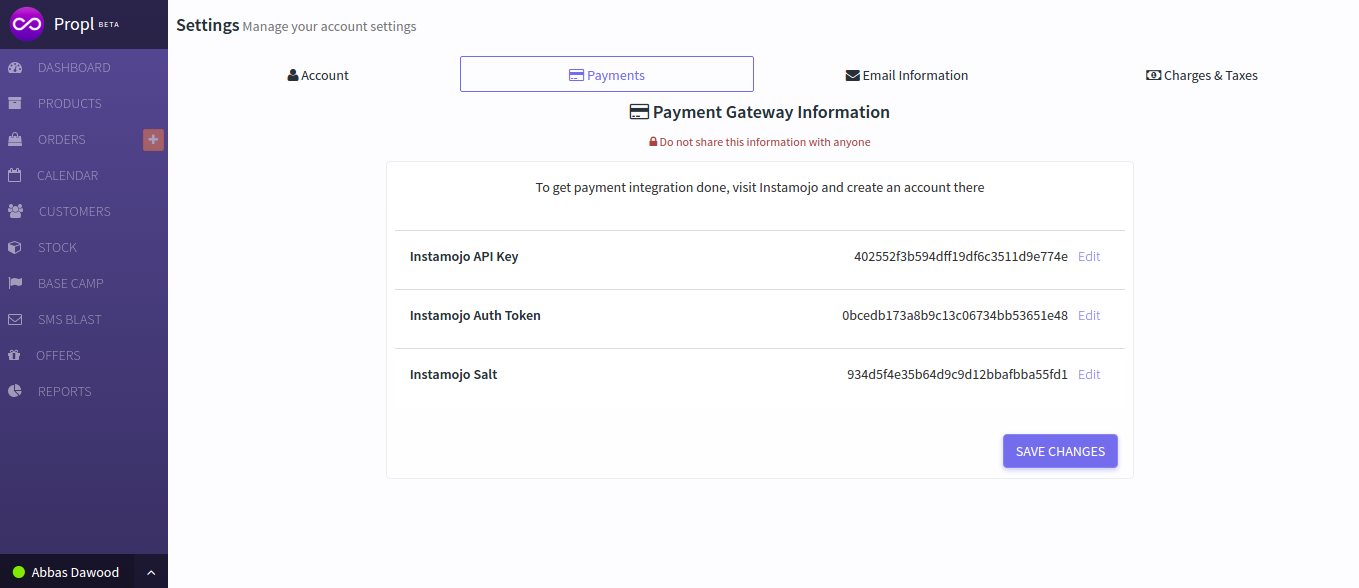 Propl BETA
Settings Manage your account settings
DASHBOARD
PRODUCTS
ORDERS +
CALENDAR
CUSTOMERS
STOCK
BASE CAMP
SMS BLAST
OFFERS
REPORTS
Abbas Dawood
Account
Payments
Email Information
Charges & Taxes
Payment Gateway Information
Do not share this information with anyone
To get payment integration done, visit Instamojo and create an account there
Instamojo API Key 402552f3b594dff19df6c3511d9e774e Edit
Instamojo Auth Token 0bcedb173a8b9c13c06734bb53651e48 Edit
Instamojo Salt 934d5f4e35b64d9c9d12bbafbba55fd1 Edit
SAVE CHANGES